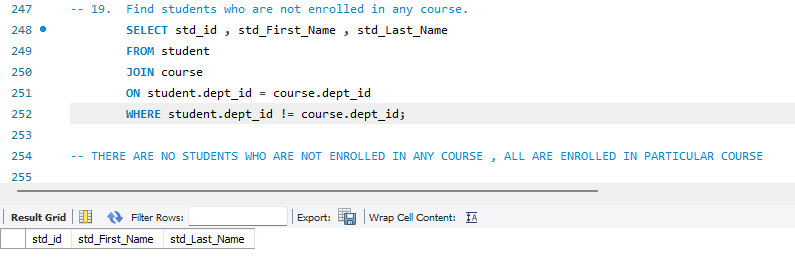 247 -- 19. Find students who are not enrolled in any course.
248 SELECT std_id , std_First_Name , std_Last_Name
249 FROM student
250 JOIN course
251 ON student.dept_id = course.dept_id
252 WHERE student.dept_id != course.dept_id;
253
254 -- THERE ARE NO STUDENTS WHO ARE NOT ENROLLED IN ANY COURSE , ALL ARE ENROLLED IN PARTICULAR COURSE
255
Result Grid Filter Rows: Export: Wrap Cell Content:
std_id std_First_Name std_Last_Name